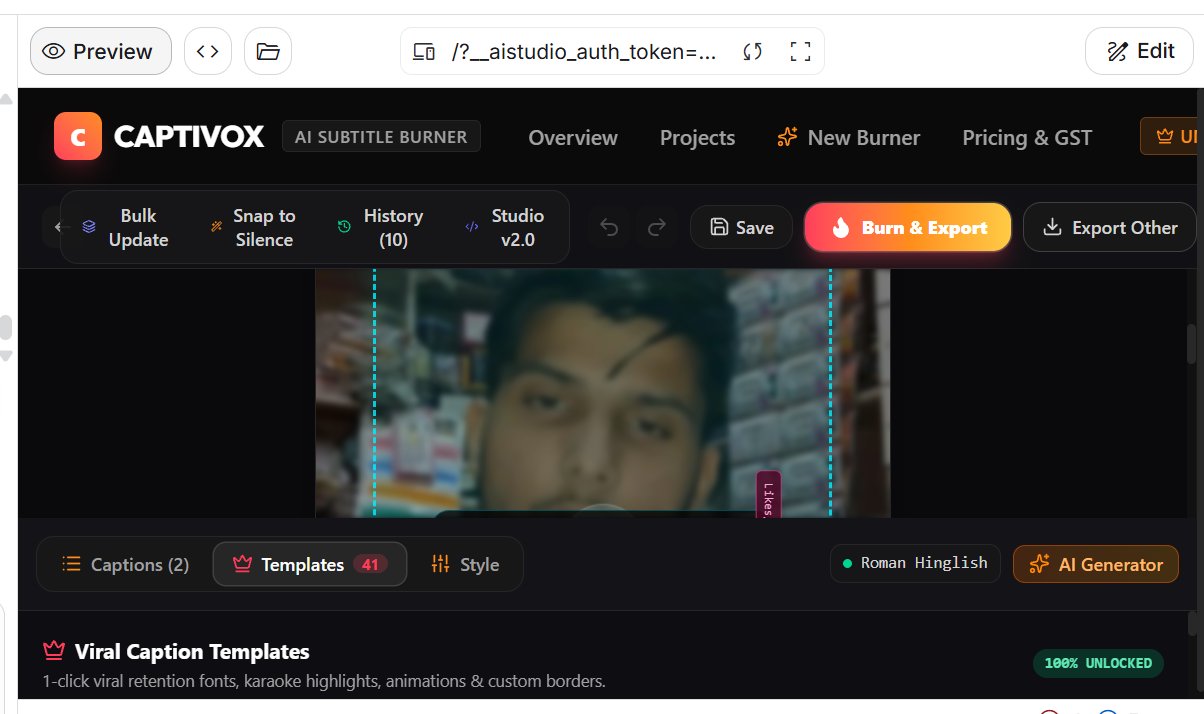 Preview
/?__aistudio_auth_token=...
Edit
C CAPTIVOX
AI SUBTITLE BURNER
Overview
Projects
New Burner
Pricing & GST
Bulk Update
Snap to Silence
History (10)
</> Studio v2.0
Save
Burn & Export
Export Other
Likes
Captions (2)
Templates 41
Style
Roman Hinglish
AI Generator
Viral Caption Templates
100% UNLOCKED
1-click viral retention fonts, karaoke highlights, animations & custom borders.